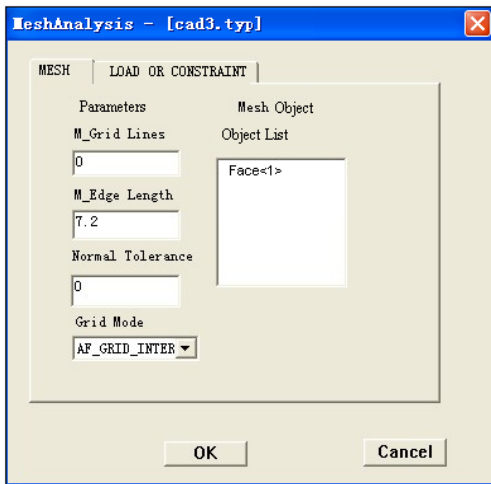 MeshAnalysis - [cad3.typ]
MESH
LOAD OR CONSTRAINT
Parameters
Mesh Object
M_Grid Lines
Object List
0
Face<1>
M_Edge Length
7.2
Normal Tolerance
0
Grid Mode
AF_GRID_INTER
OK
Cancel